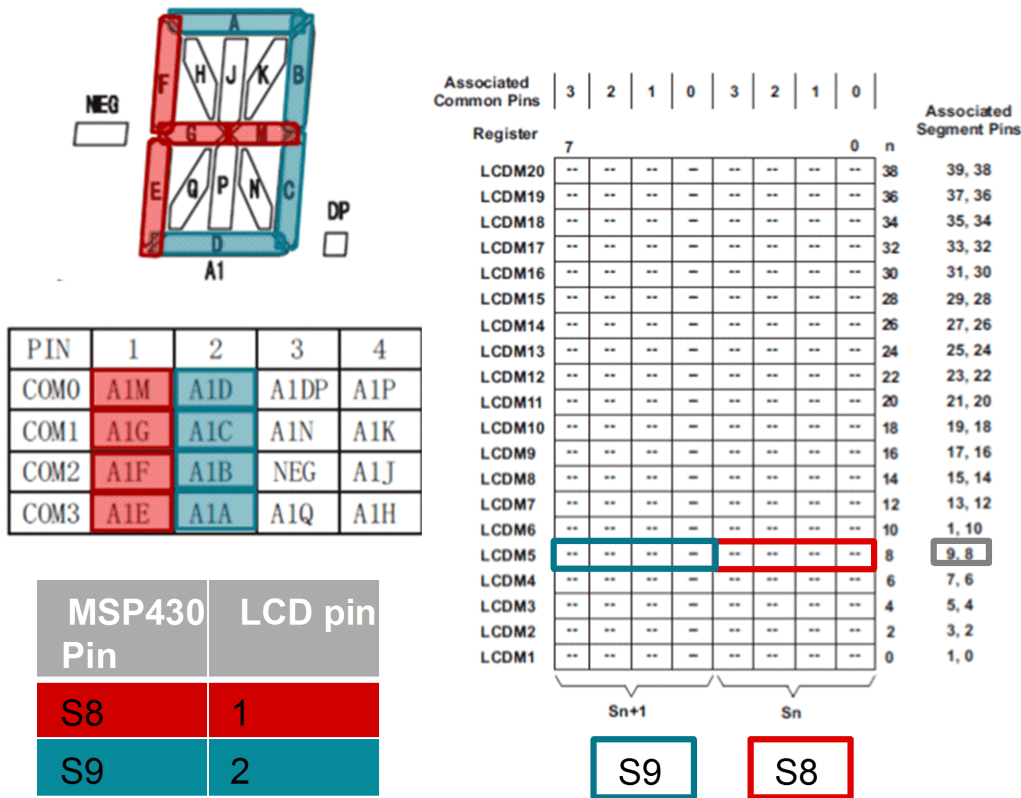 A
F
H
J
K
B
NEG
G
M
E
Q
P
N
C
DP
D
A1
PIN 1 2 3 4
COM0 A1M A1D A1DP A1P
COM1 A1G A1C A1N A1K
COM2 A1F A1B NEG A1J
COM3 A1E A1A A1Q A1H
MSP430 Pin LCD pin
S8 1
S9 2
Associated
Common Pins 3 2 1 0 3 2 1 0
Associated
Segment Pins
Register 7 0 n
LCDM20 -- -- -- -- -- -- -- -- 38 39, 38
LCDM19 -- -- -- -- -- -- -- -- 36 37, 36
LCDM18 -- -- -- -- -- -- -- -- 34 35, 34
LCDM17 -- -- -- -- -- -- -- -- 32 33, 32
LCDM16 -- -- -- -- -- -- -- -- 30 31, 30
LCDM15 -- -- -- -- -- -- -- -- 28 29, 28
LCDM14 -- -- -- -- -- -- -- -- 26 27, 26
LCDM13 -- -- -- -- -- -- -- -- 24 25, 24
LCDM12 -- -- -- -- -- -- -- -- 22 23, 22
LCDM11 -- -- -- -- -- -- -- -- 20 21, 20
LCDM10 -- -- -- -- -- -- -- -- 18 19, 18
LCDM9 -- -- -- -- -- -- -- -- 16 17, 16
LCDM8 -- -- -- -- -- -- -- -- 14 15, 14
LCDM7 -- -- -- -- -- -- -- -- 12 13, 12
LCDM6 -- -- -- -- -- -- -- -- 10 1, 10
LCDM5 -- -- -- -- -- -- -- -- 8 9, 8
LCDM4 -- -- -- -- -- -- -- -- 6 7, 6
LCDM3 -- -- -- -- -- -- -- -- 4 5, 4
LCDM2 -- -- -- -- -- -- -- -- 2 3, 2
LCDM1 -- -- -- -- -- -- -- -- 0 1, 0
Sn+1 Sn
S9 S8